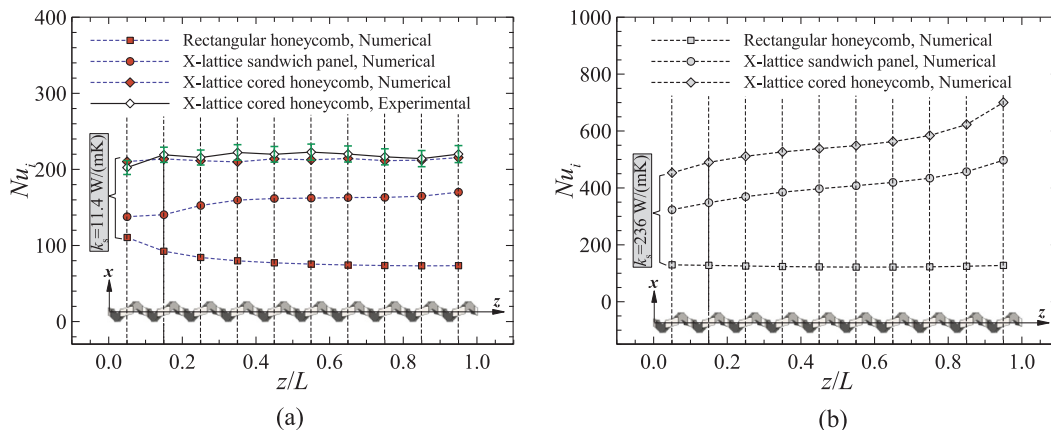 400
300
200
100
0
Nu_i
k_s=11.4 W/(mK)
Rectangular honeycomb, Numerical
X-lattice sandwich panel, Numerical
X-lattice cored honeycomb, Numerical
X-lattice cored honeycomb, Experimental
x
z
0.0 0.2 0.4 0.6 0.8 1.0
z/L
(a)
1000
800
600
400
200
0
Nu_i
k_s=236 W/(mK)
Rectangular honeycomb, Numerical
X-lattice sandwich panel, Numerical
X-lattice cored honeycomb, Numerical
x
z
0.0 0.2 0.4 0.6 0.8 1.0
z/L
(b)